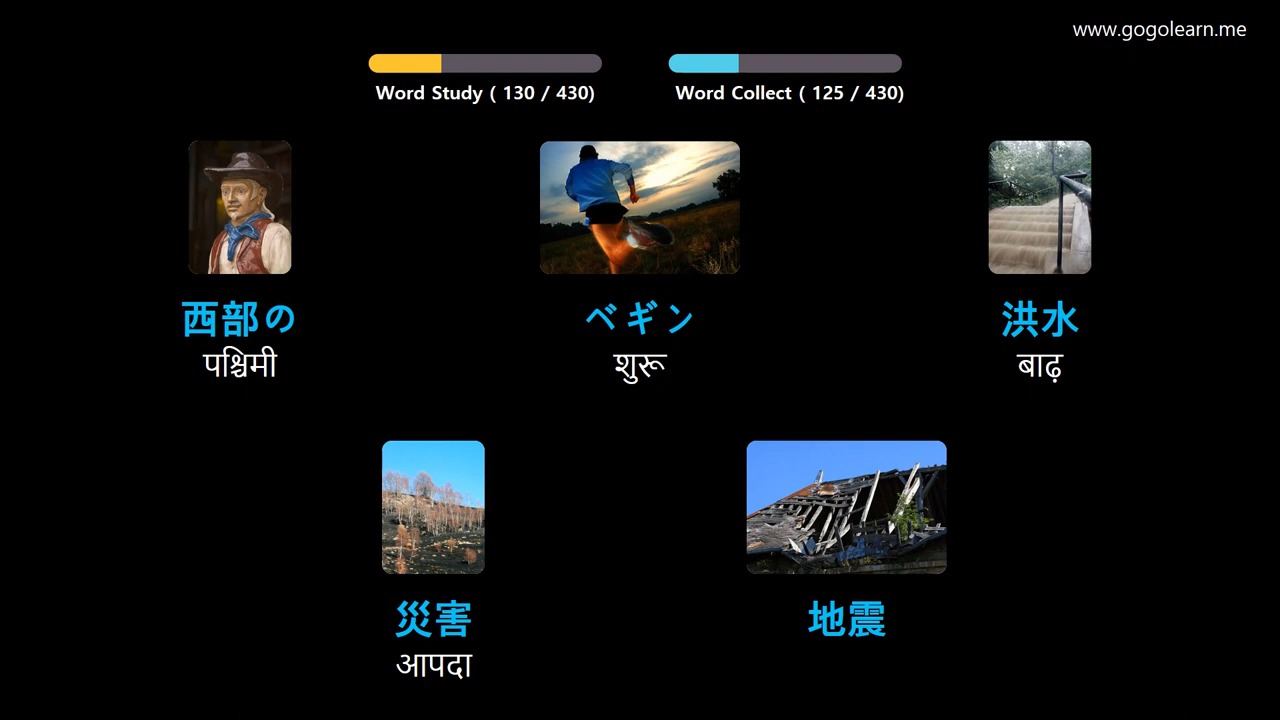 www.gogolearn.me
Word Study ( 130 / 430)
Word Collect ( 125 / 430)
西部の
पश्चिमी
ベギン
शुरू
洪水
बाढ़
災害
आपदा
地震